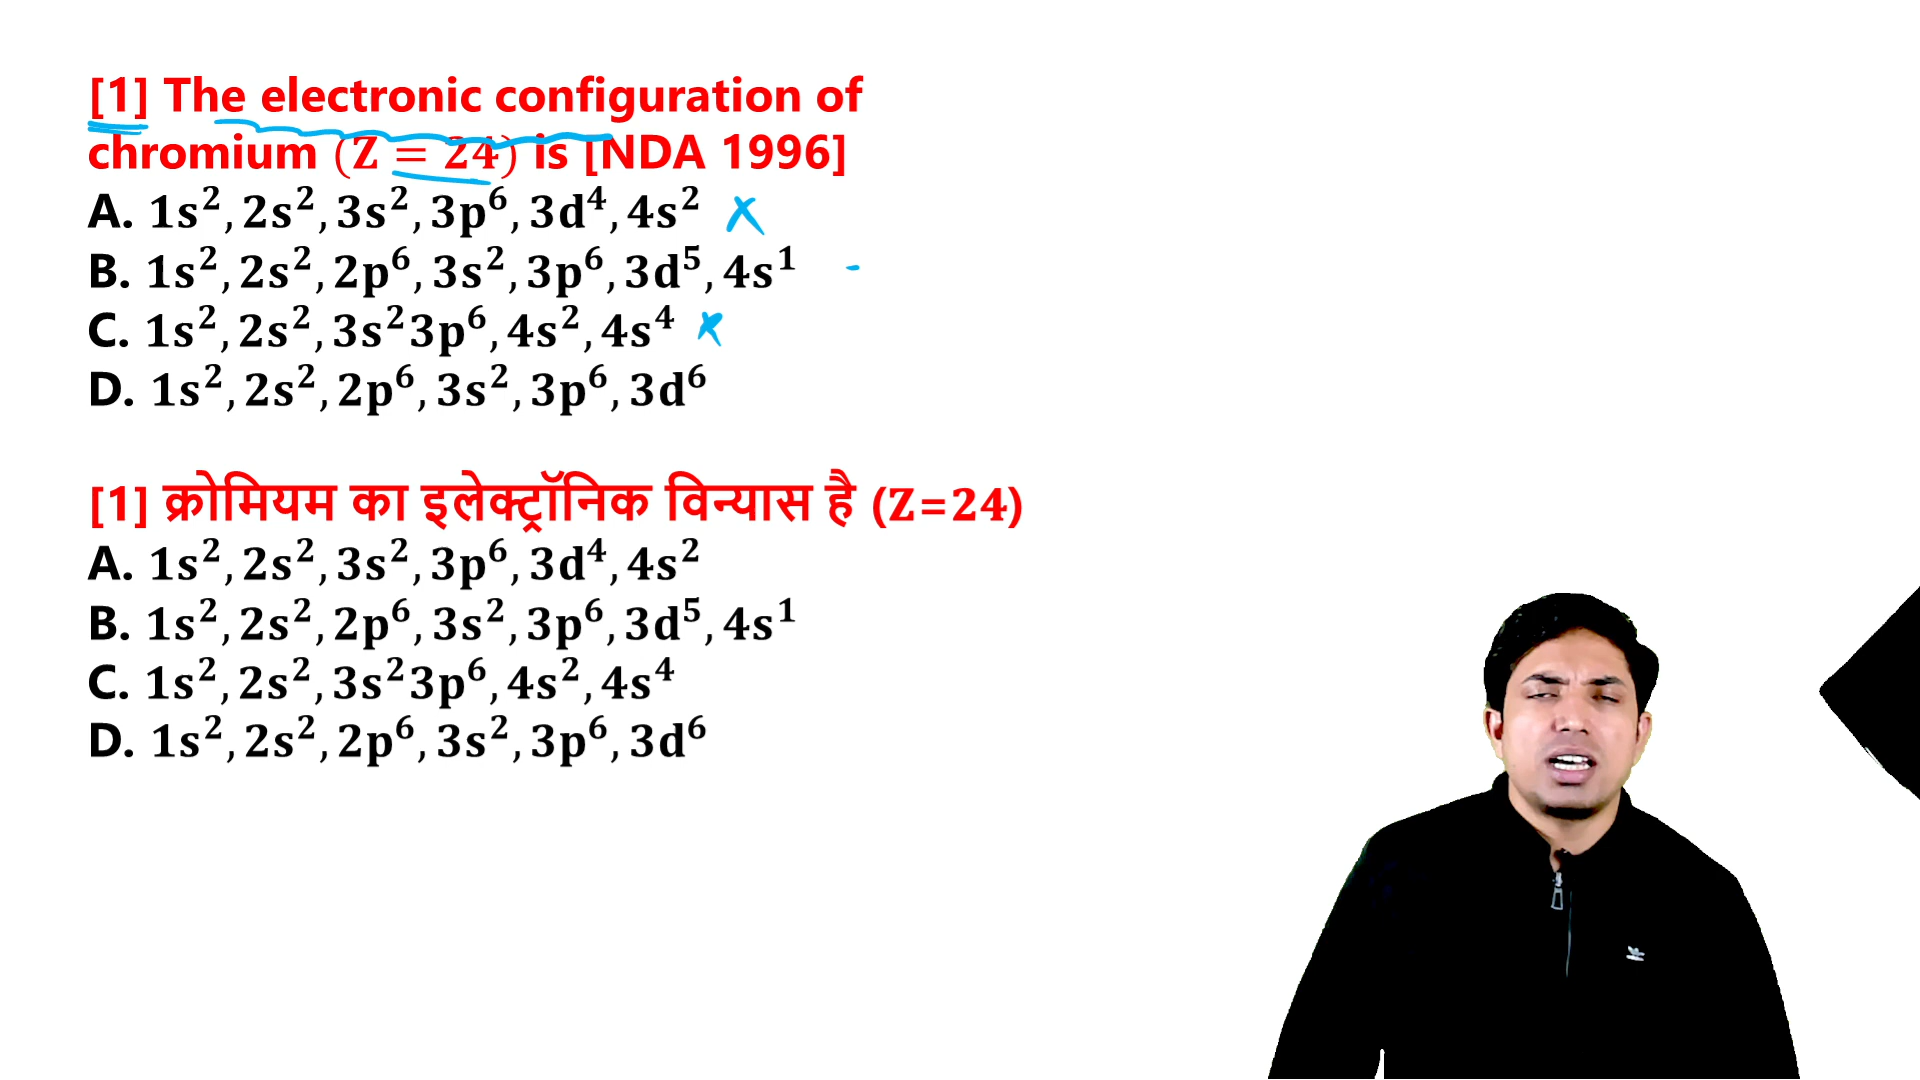 [1] The electronic configuration of
chromium (Z = 24) is [NDA 1996]
A. 1s², 2s², 3s², 3p⁶, 3d⁴, 4s²
B. 1s², 2s², 2p⁶, 3s², 3p⁶, 3d⁵, 4s¹
C. 1s², 2s², 3s²3p⁶, 4s², 4s⁴
D. 1s², 2s², 2p⁶, 3s², 3p⁶, 3d⁶
[1] क्रोमियम का इलेक्ट्रॉनिक विन्यास है (Z=24)
A. 1s², 2s², 3s², 3p⁶, 3d⁴, 4s²
B. 1s², 2s², 2p⁶, 3s², 3p⁶, 3d⁵, 4s¹
C. 1s², 2s², 3s²3p⁶, 4s², 4s⁴
D. 1s², 2s², 2p⁶, 3s², 3p⁶, 3d⁶